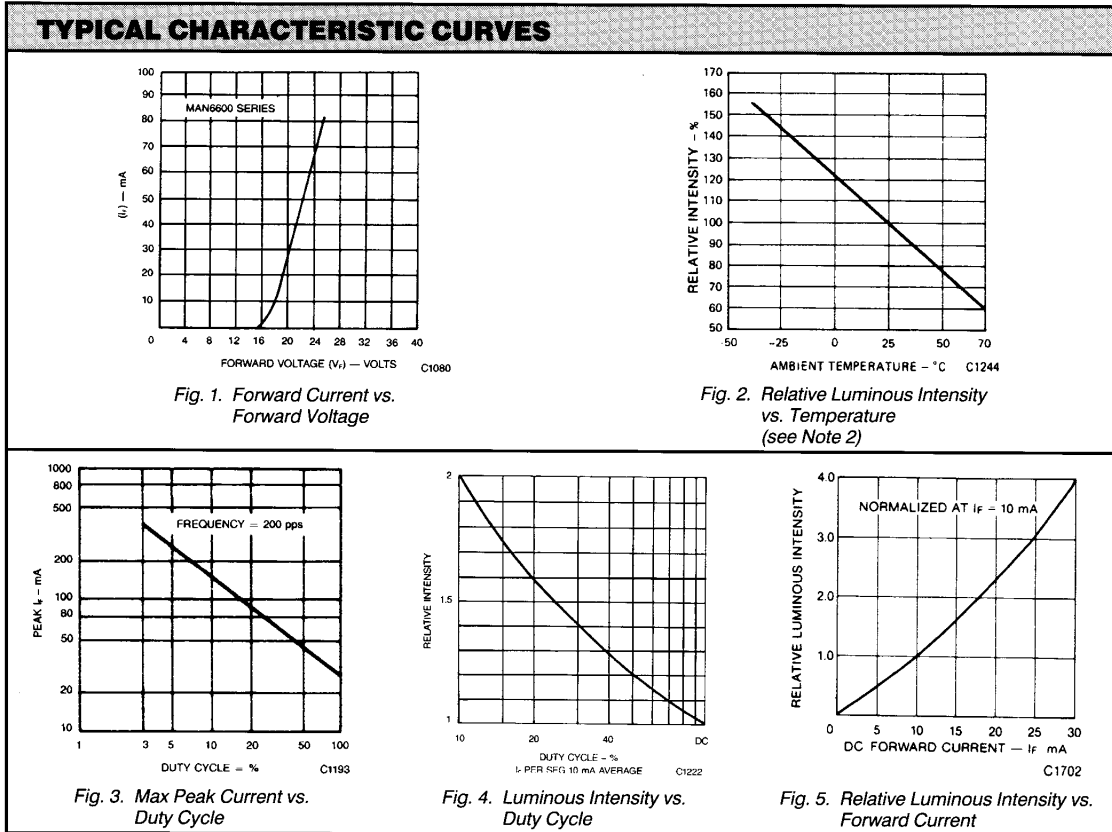 TYPICAL CHARACTERISTIC CURVES
100
90
80
70
60
50
40
30
20
10
MAN6600 SERIES
(IF) — mA
0 4 8 12 16 20 24 28 32 36 40
FORWARD VOLTAGE (VF) — VOLTS C1080
Fig. 1. Forward Current vs.
Forward Voltage
170
160
150
140
130
120
110
100
90
80
70
60
50
RELATIVE INTENSITY – %
-50 -25 0 25 50 70
AMBIENT TEMPERATURE – °C C1244
Fig. 2. Relative Luminous Intensity
vs. Temperature
(see Note 2)
1000
800
500
200
100
80
50
20
10
FREQUENCY = 200 pps
PEAK IF – mA
1 3 5 10 20 50 100
DUTY CYCLE = % C1193
Fig. 3. Max Peak Current vs.
Duty Cycle
2
1.5
1
RELATIVE INTENSITY
10 20 40 DC
DUTY CYCLE – %
IF PER SEG 10 mA AVERAGE C1222
Fig. 4. Luminous Intensity vs.
Duty Cycle
4.0
3.0
2.0
1.0
NORMALIZED AT IF = 10 mA
RELATIVE LUMINOUS INTENSITY
0 5 10 15 20 25 30
DC FORWARD CURRENT — IF mA
C1702
Fig. 5. Relative Luminous Intensity vs.
Forward Current